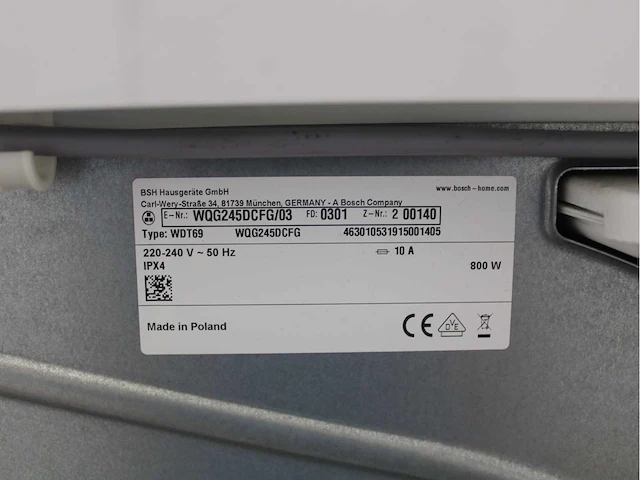 BSH Hausgeräte GmbH www.bosch-home.com
Carl-Wery-Straße 34, 81739 München, GERMANY - A Bosch Company
E-Nr.: WQG245DCFG/03 FD: 0301 Z-Nr.: 2 00140
Type: WDT69 WQG245DCFG 463010531915001405
220-240 V ~ 50 Hz 10 A
IPX4 800 W
Made in Poland CE DVE